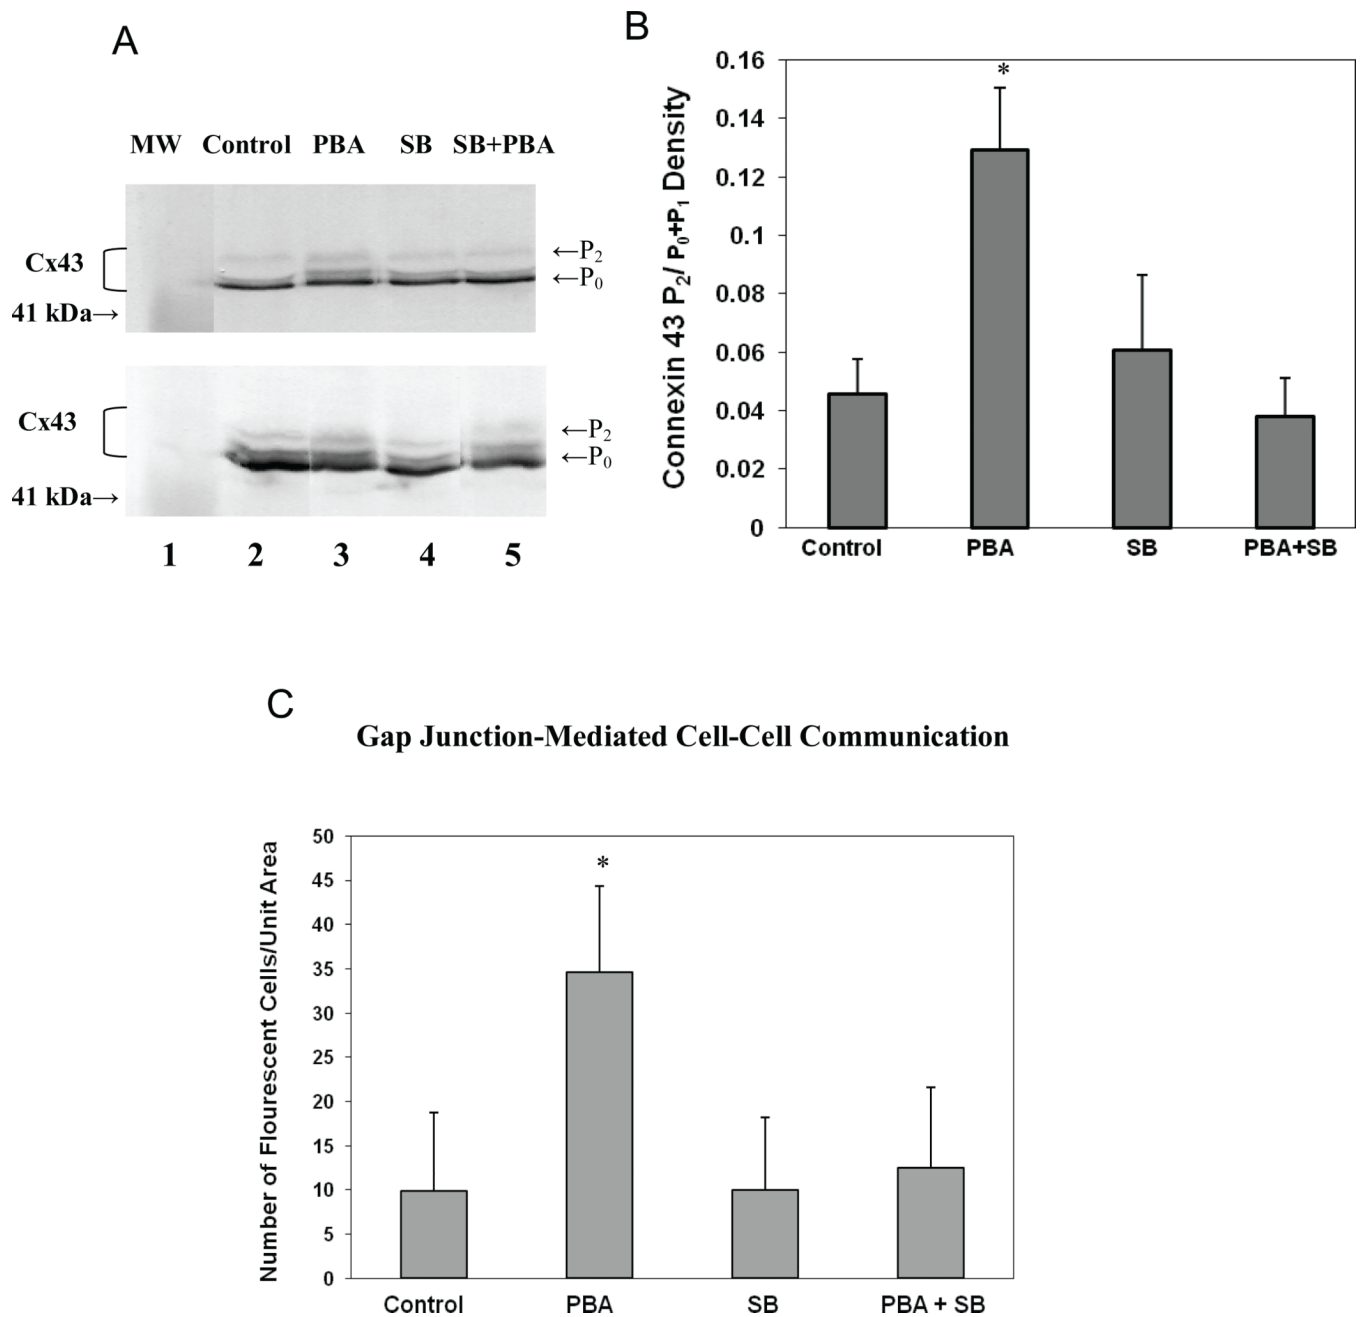 A
MW Control PBA SB SB+PBA
Cx43
←P2
←P0
41 kDa→
Cx43
←P2
←P0
41 kDa→
1 2 3 4 5
B
Connexin 43 P2/ P0+P1 Density
0.16
0.14
0.12
0.1
0.08
0.06
0.04
0.02
0
*
Control PBA SB PBA+SB
C
Gap Junction-Mediated Cell-Cell Communication
Number of Flourescent Cells/Unit Area
50
45
40
35
30
25
20
15
10
5
0
*
Control PBA SB PBA + SB